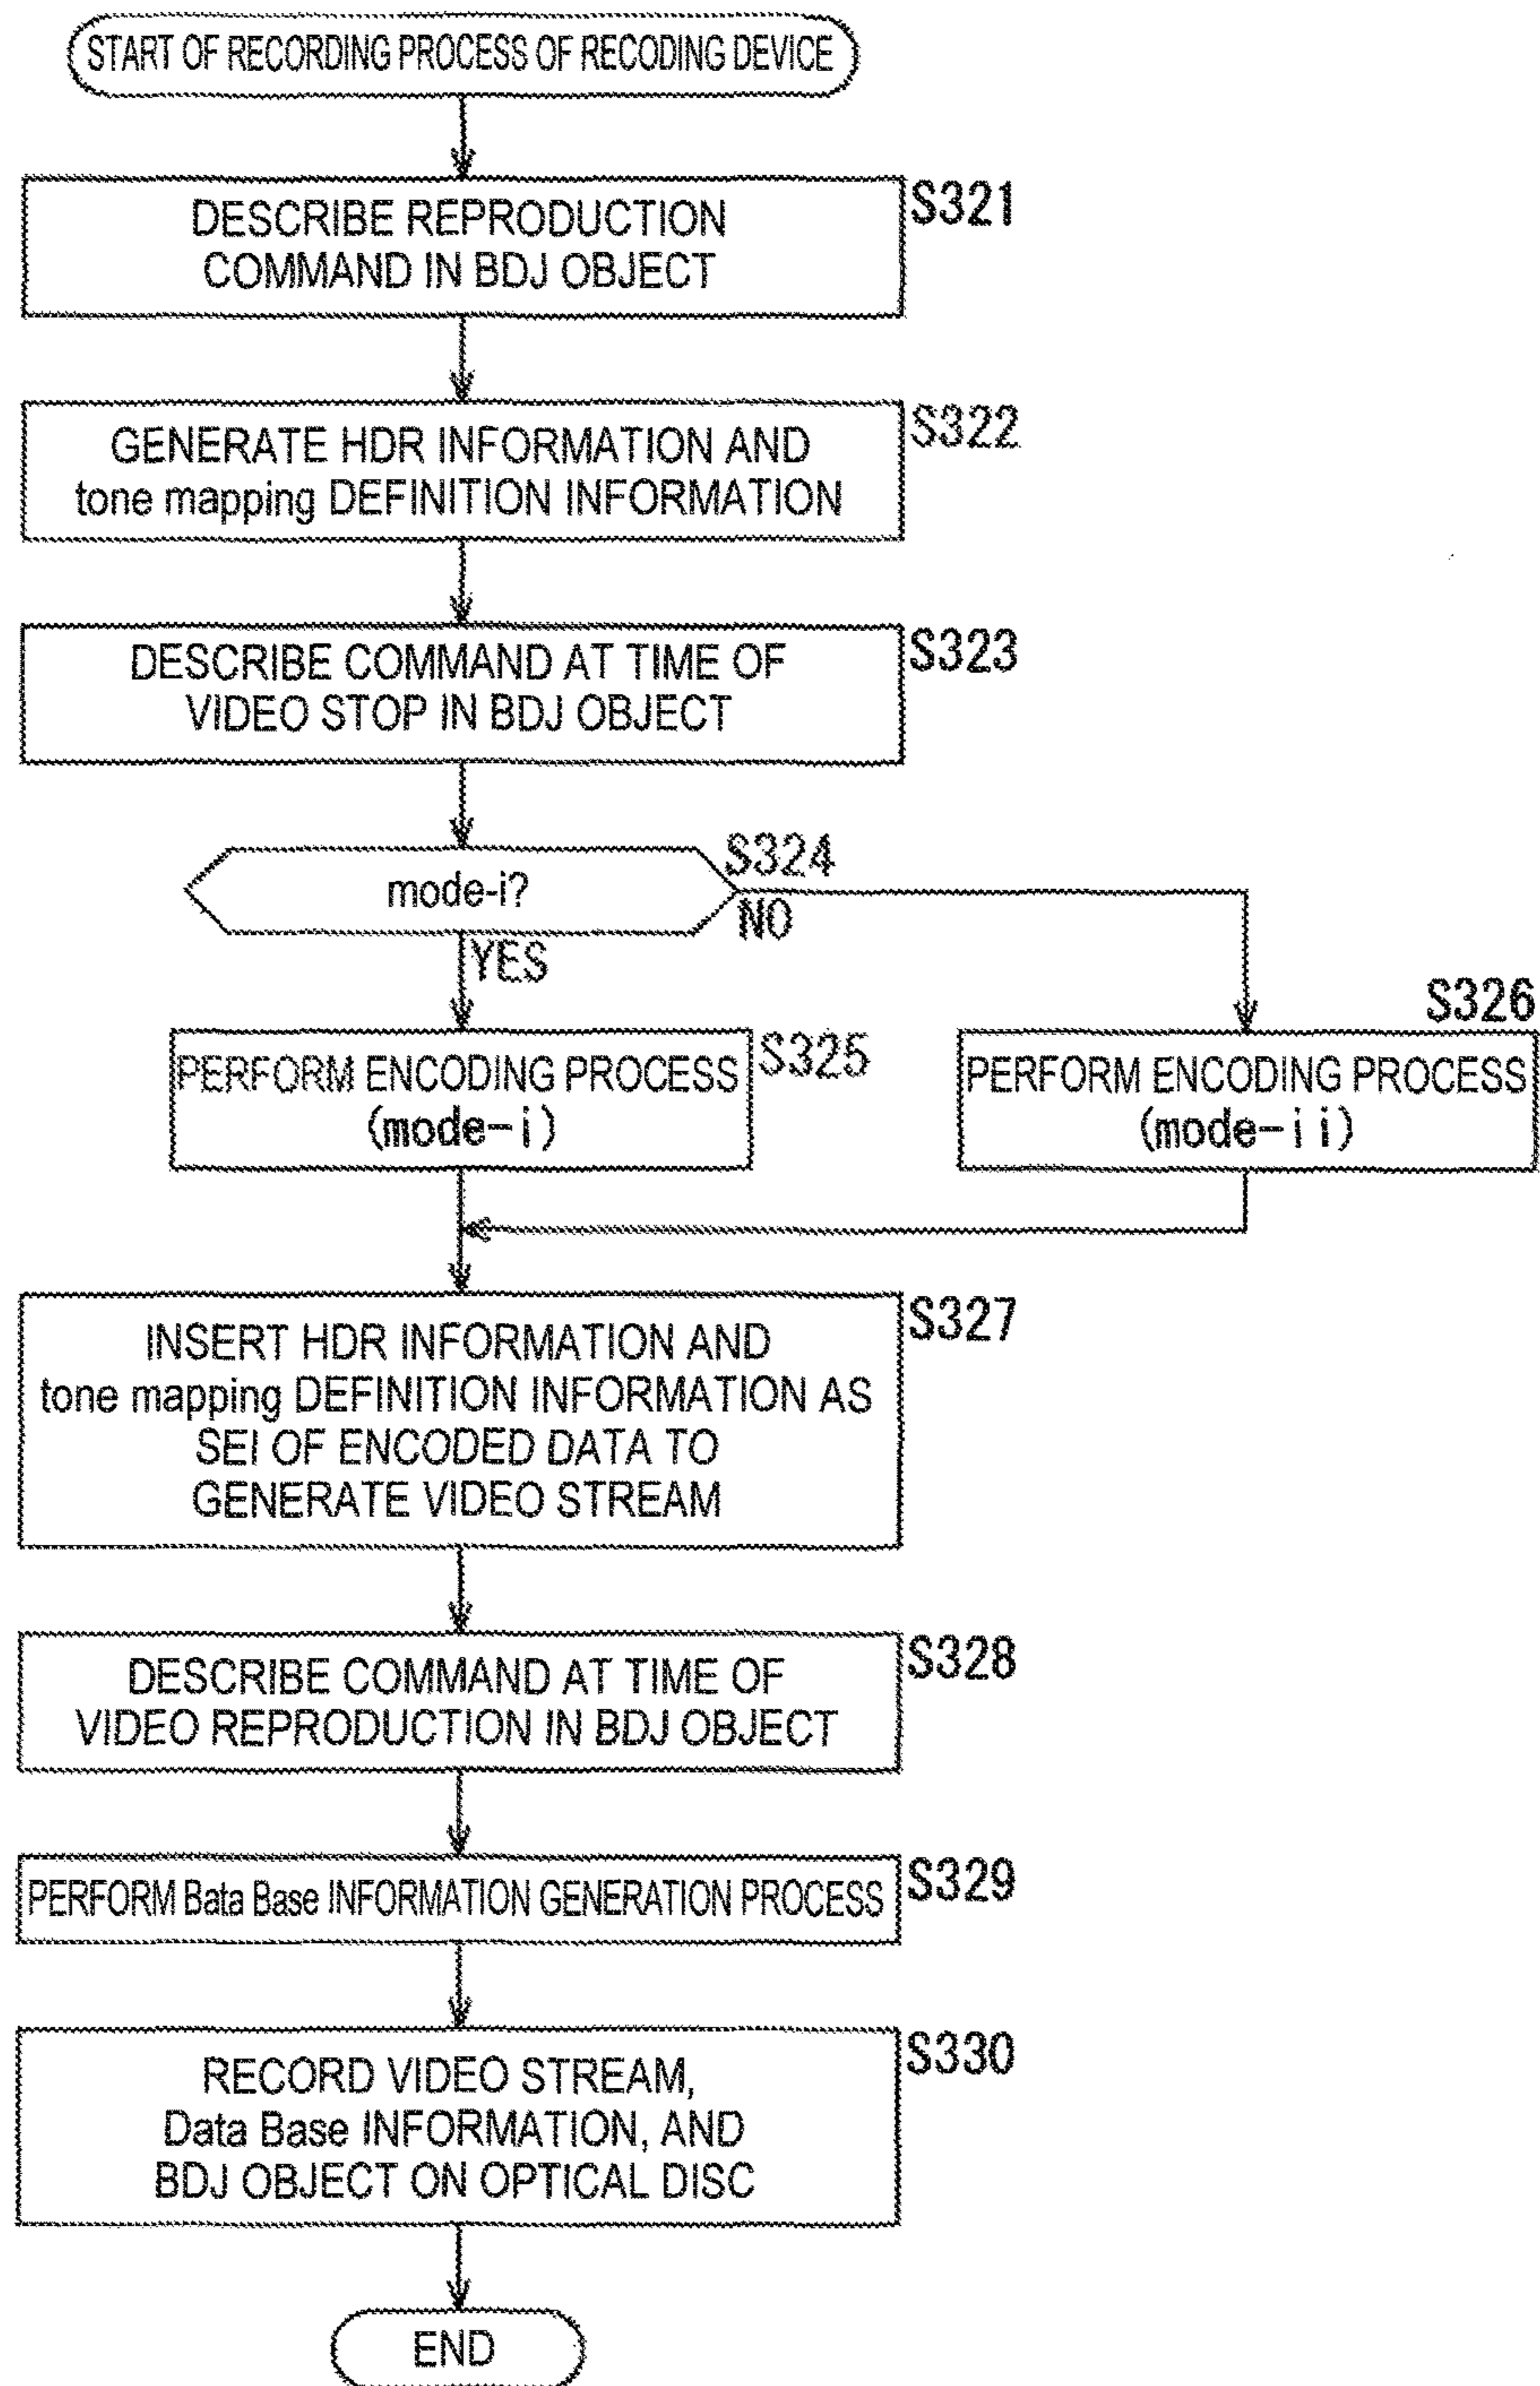 START OF RECORDING PROCESS OF RECODING DEVICE
DESCRIBE REPRODUCTION
COMMAND IN BDJ OBJECT
S321
GENERATE HDR INFORMATION AND
tone mapping DEFINITION INFORMATION
S322
DESCRIBE COMMAND AT TIME OF
VIDEO STOP IN BDJ OBJECT
S323
mode-i?
S324
NO
YES
PERFORM ENCODING PROCESS
(mode-i)
S325
S326
PERFORM ENCODING PROCESS
(mode-ii)
INSERT HDR INFORMATION AND
tone mapping DEFINITION INFORMATION AS
SEI OF ENCODED DATA TO
GENERATE VIDEO STREAM
S327
DESCRIBE COMMAND AT TIME OF
VIDEO REPRODUCTION IN BDJ OBJECT
S328
PERFORM Bata Base INFORMATION GENERATION PROCESS
S329
RECORD VIDEO STREAM,
Data Base INFORMATION, AND
BDJ OBJECT ON OPTICAL DISC
S330
END